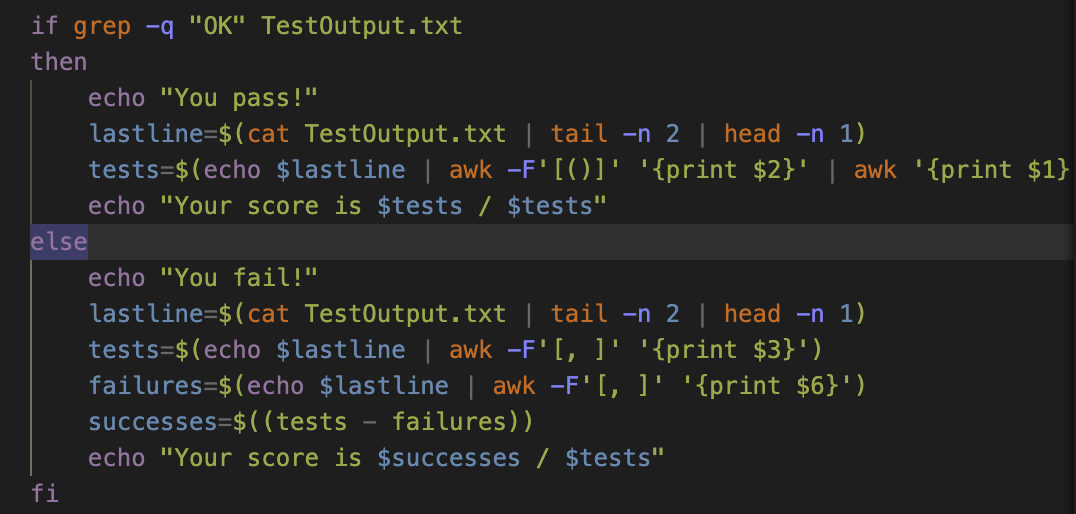 if grep -q "OK" TestOutput.txt
then
    echo "You pass!"
    lastline=$(cat TestOutput.txt | tail -n 2 | head -n 1)
    tests=$(echo $lastline | awk -F'[()]' '{print $2}' | awk '{print $1}
    echo "Your score is $tests / $tests"
else
    echo "You fail!"
    lastline=$(cat TestOutput.txt | tail -n 2 | head -n 1)
    tests=$(echo $lastline | awk -F'[, ]' '{print $3}')
    failures=$(echo $lastline | awk -F'[, ]' '{print $6}')
    successes=$((tests - failures))
    echo "Your score is $successes / $tests"
fi